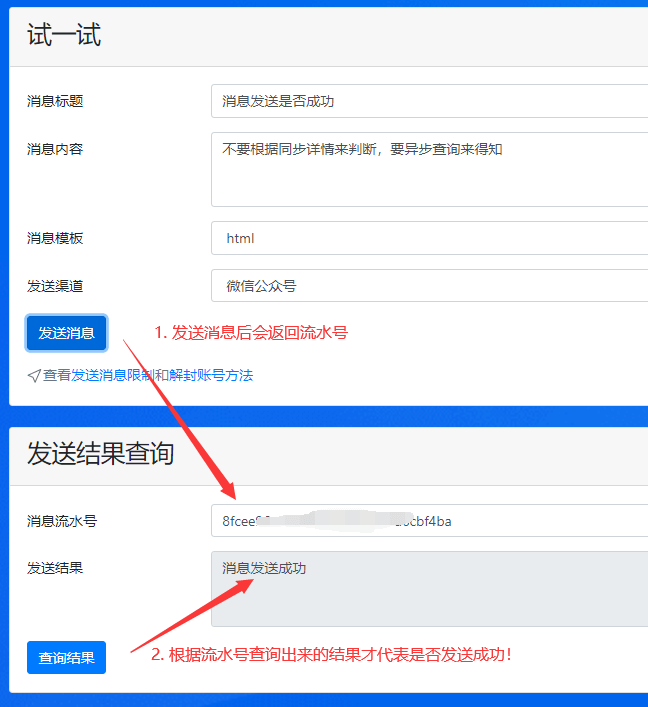 试一试
消息标题
消息发送是否成功
消息内容
不要根据同步详情来判断，要异步查询来得知
消息模板
html
发送渠道
微信公众号
发送消息
1. 发送消息后会返回流水号
查看发送消息限制和解封账号方法
发送结果查询
消息流水号
8fcee cbf4ba
发送结果
消息发送成功
查询结果
2. 根据流水号查询出来的结果才代表是否发送成功！